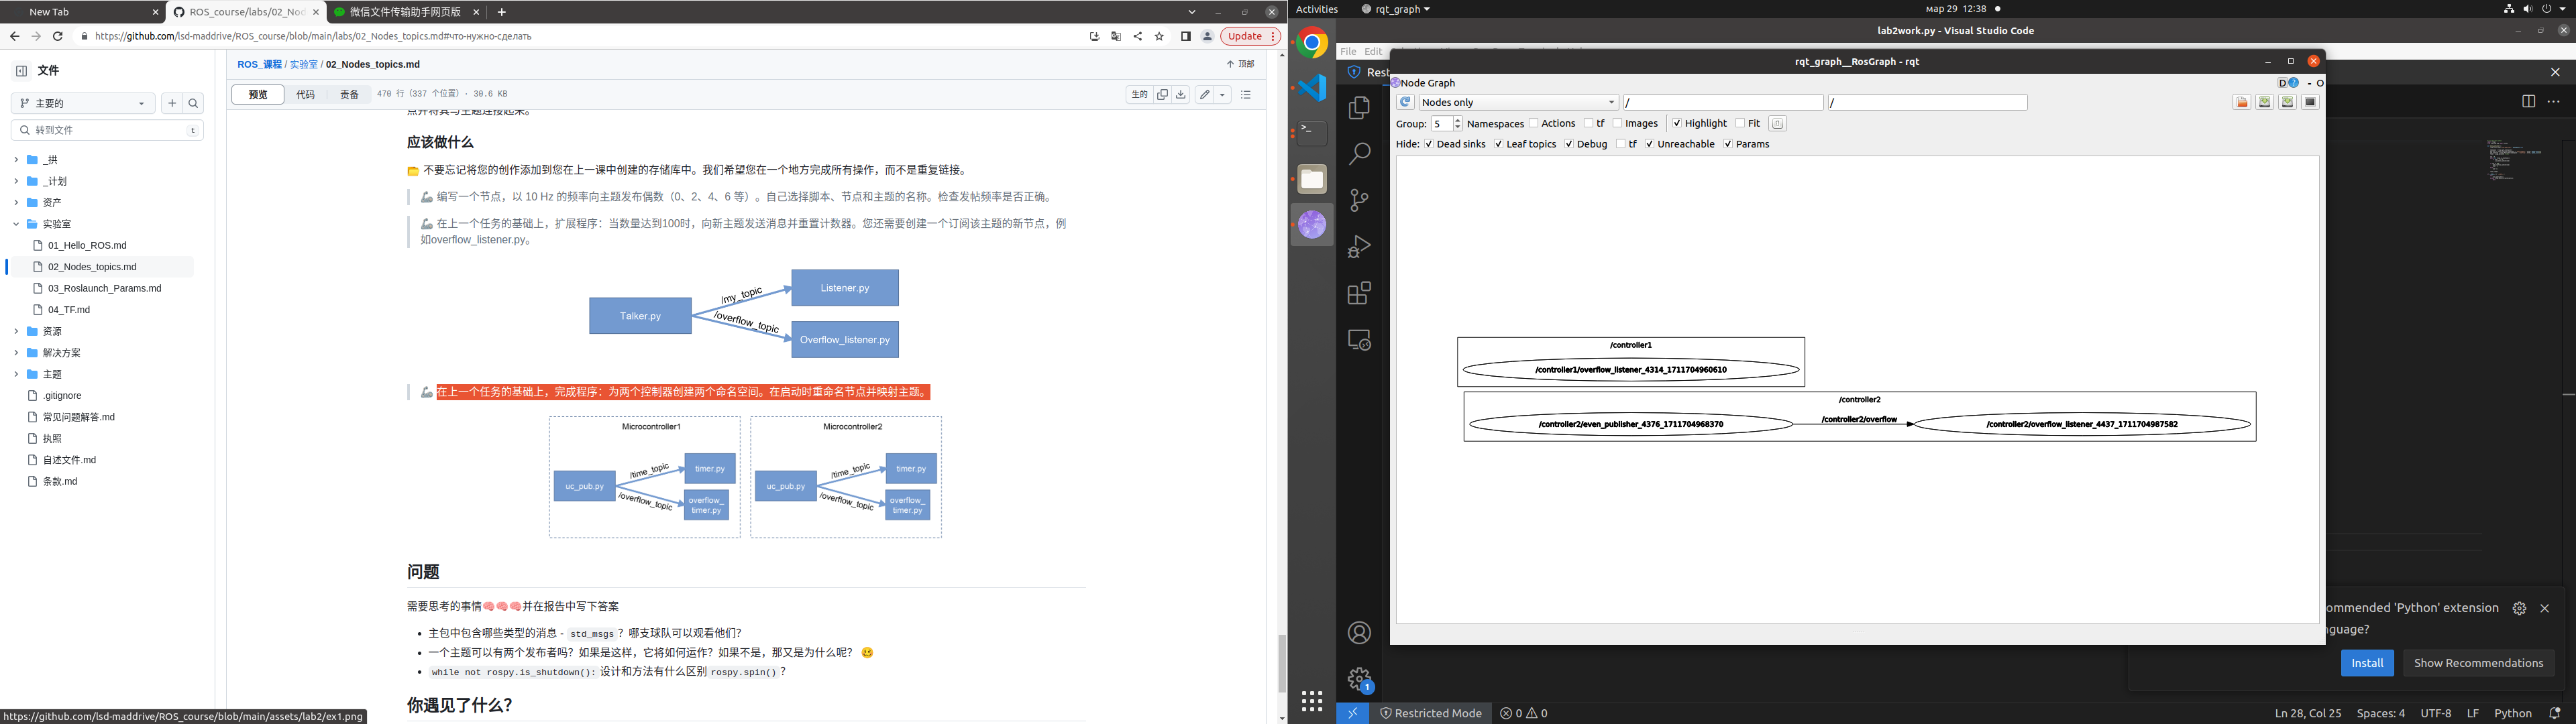 New Tab
ROS_course/labs/02_Nod
微信文件传输助手网页版
https://github.com/lsd-maddrive/ROS_course/blob/main/labs/02_Nodes_topics.md#что-нужно-сделать
Update
文件
主要的
转到文件
t
_拱
_计划
资产
实验室
01_Hello_ROS.md
02_Nodes_topics.md
03_Roslaunch_Params.md
04_TF.md
资源
解决方案
主题
.gitignore
常见问题解答.md
执照
自述文件.md
条款.md
https://github.com/lsd-maddrive/ROS_course/blob/main/assets/lab2/ex1.png
ROS_课程 / 实验室 / 02_Nodes_topics.md
顶部
预览 代码 责备 470 行（337 个位置）· 30.6 KB
生的
点并将其与主题连接起来。
应该做什么
不要忘记将您的创作添加到您在上一课中创建的存储库中。我们希望您在一个地方完成所有操作，而不是重复链接。
编写一个节点，以 10 Hz 的频率向主题发布偶数（0、2、4、6 等）。自己选择脚本、节点和主题的名称。检查发帖频率是否正确。
在上一个任务的基础上，扩展程序：当数量达到100时，向新主题发送消息并重置计数器。您还需要创建一个订阅该主题的新节点，例
如overflow_listener.py。
Talker.py
/my_topic
/overflow_topic
Listener.py
Overflow_listener.py
在上一个任务的基础上，完成程序：为两个控制器创建两个命名空间。在启动时重命名节点并映射主题。
Microcontroller1
uc_pub.py
/time_topic
/overflow_topic
timer.py
overflow_
timer.py
Microcontroller2
uc_pub.py
/time_topic
/overflow_topic
timer.py
overflow_
timer.py
问题
需要思考的事情🧠🧠🧠并在报告中写下答案
主包中包含哪些类型的消息 - std_msgs？哪支球队可以观看他们？
一个主题可以有两个发布者吗？如果是这样，它将如何运作？如果不是，那又是为什么呢？ 🥴
while not rospy.is_shutdown(): 设计和方法有什么区别 rospy.spin()？
你遇见了什么？
Activities
rqt_graph
мар 29 12:38
lab2work.py - Visual Studio Code
File Edit
Rest
rqt_graph__RosGraph - rqt
Node Graph
D
- O
Nodes only
/
/
Group: 5 Namespaces Actions tf Images Highlight Fit
Hide: Dead sinks Leaf topics Debug tf Unreachable Params
/controller1
/controller1/overflow_listener_4314_1711704960610
/controller2
/controller2/even_publisher_4376_1711704968370
/controller2/overflow
/controller2/overflow_listener_4437_1711704987582
ommended 'Python' extension
nguage?
Install
Show Recommendations
1
Restricted Mode
0
0
Ln 28, Col 25
Spaces: 4
UTF-8
LF
Python